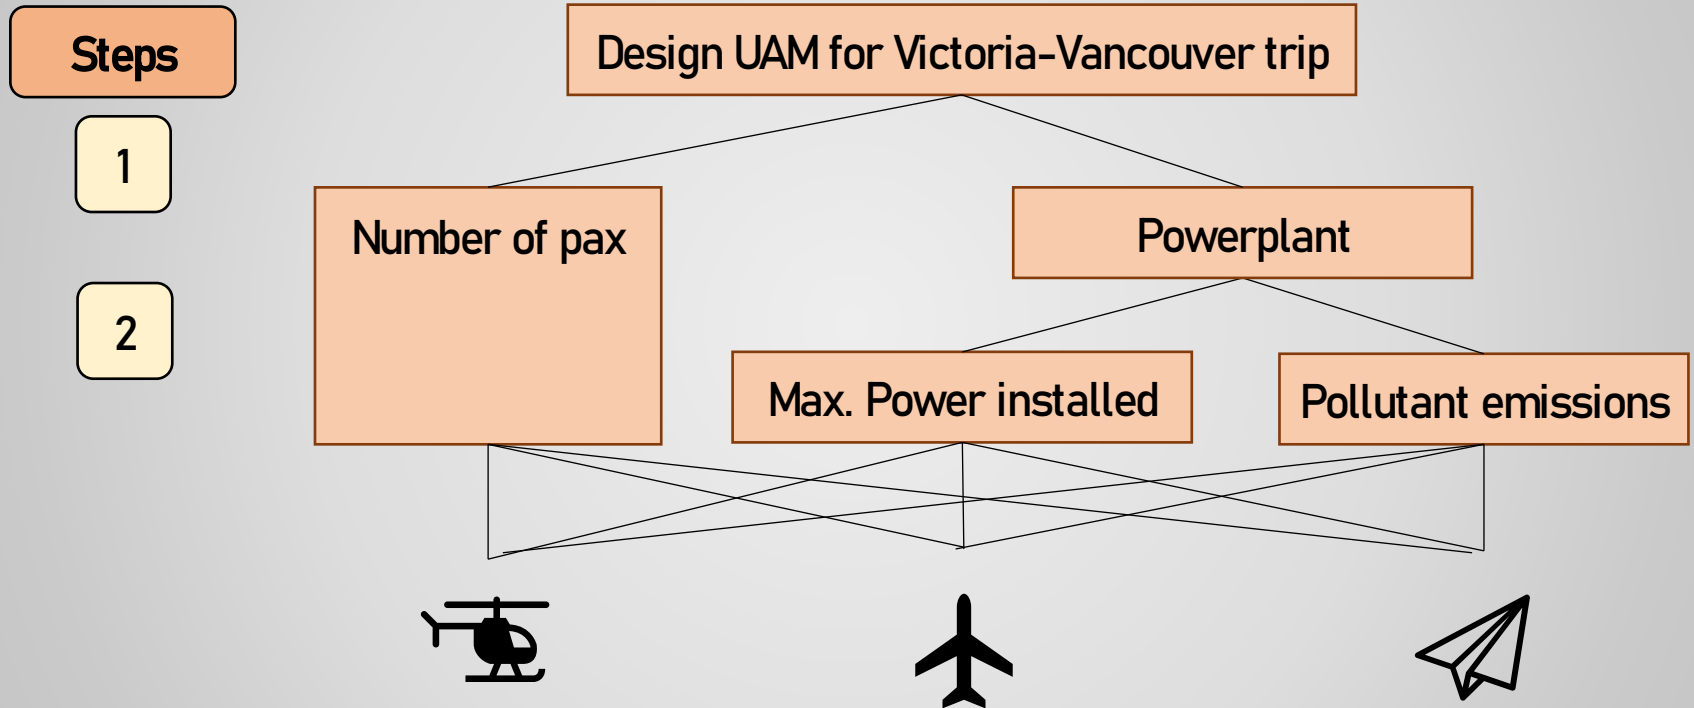 Steps
Design UAM for Victoria-Vancouver trip
1
Number of pax
Powerplant
2
Max. Power installed
Pollutant emissions